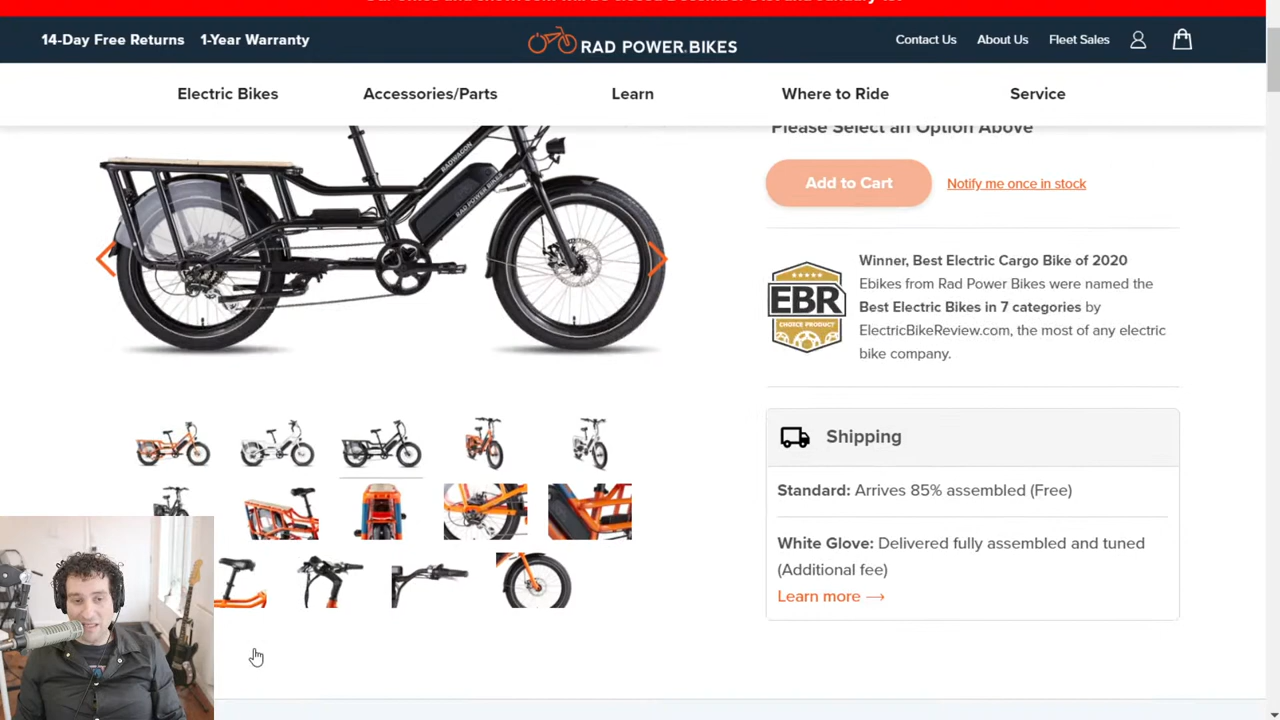 14-Day Free Returns 1-Year Warranty
RAD POWER BIKES
Contact Us About Us Fleet Sales
Electric Bikes Accessories/Parts Learn Where to Ride Service
Please Select an Option Above
Add to Cart Notify me once in stock
RADWAGON
RAD POWER BIKES
EBR
CHOICE PRODUCT
Winner, Best Electric Cargo Bike of 2020
Ebikes from Rad Power Bikes were named the
Best Electric Bikes in 7 categories by
ElectricBikeReview.com, the most of any electric
bike company.
Shipping
Standard: Arrives 85% assembled (Free)
White Glove: Delivered fully assembled and tuned
(Additional fee)
Learn more →